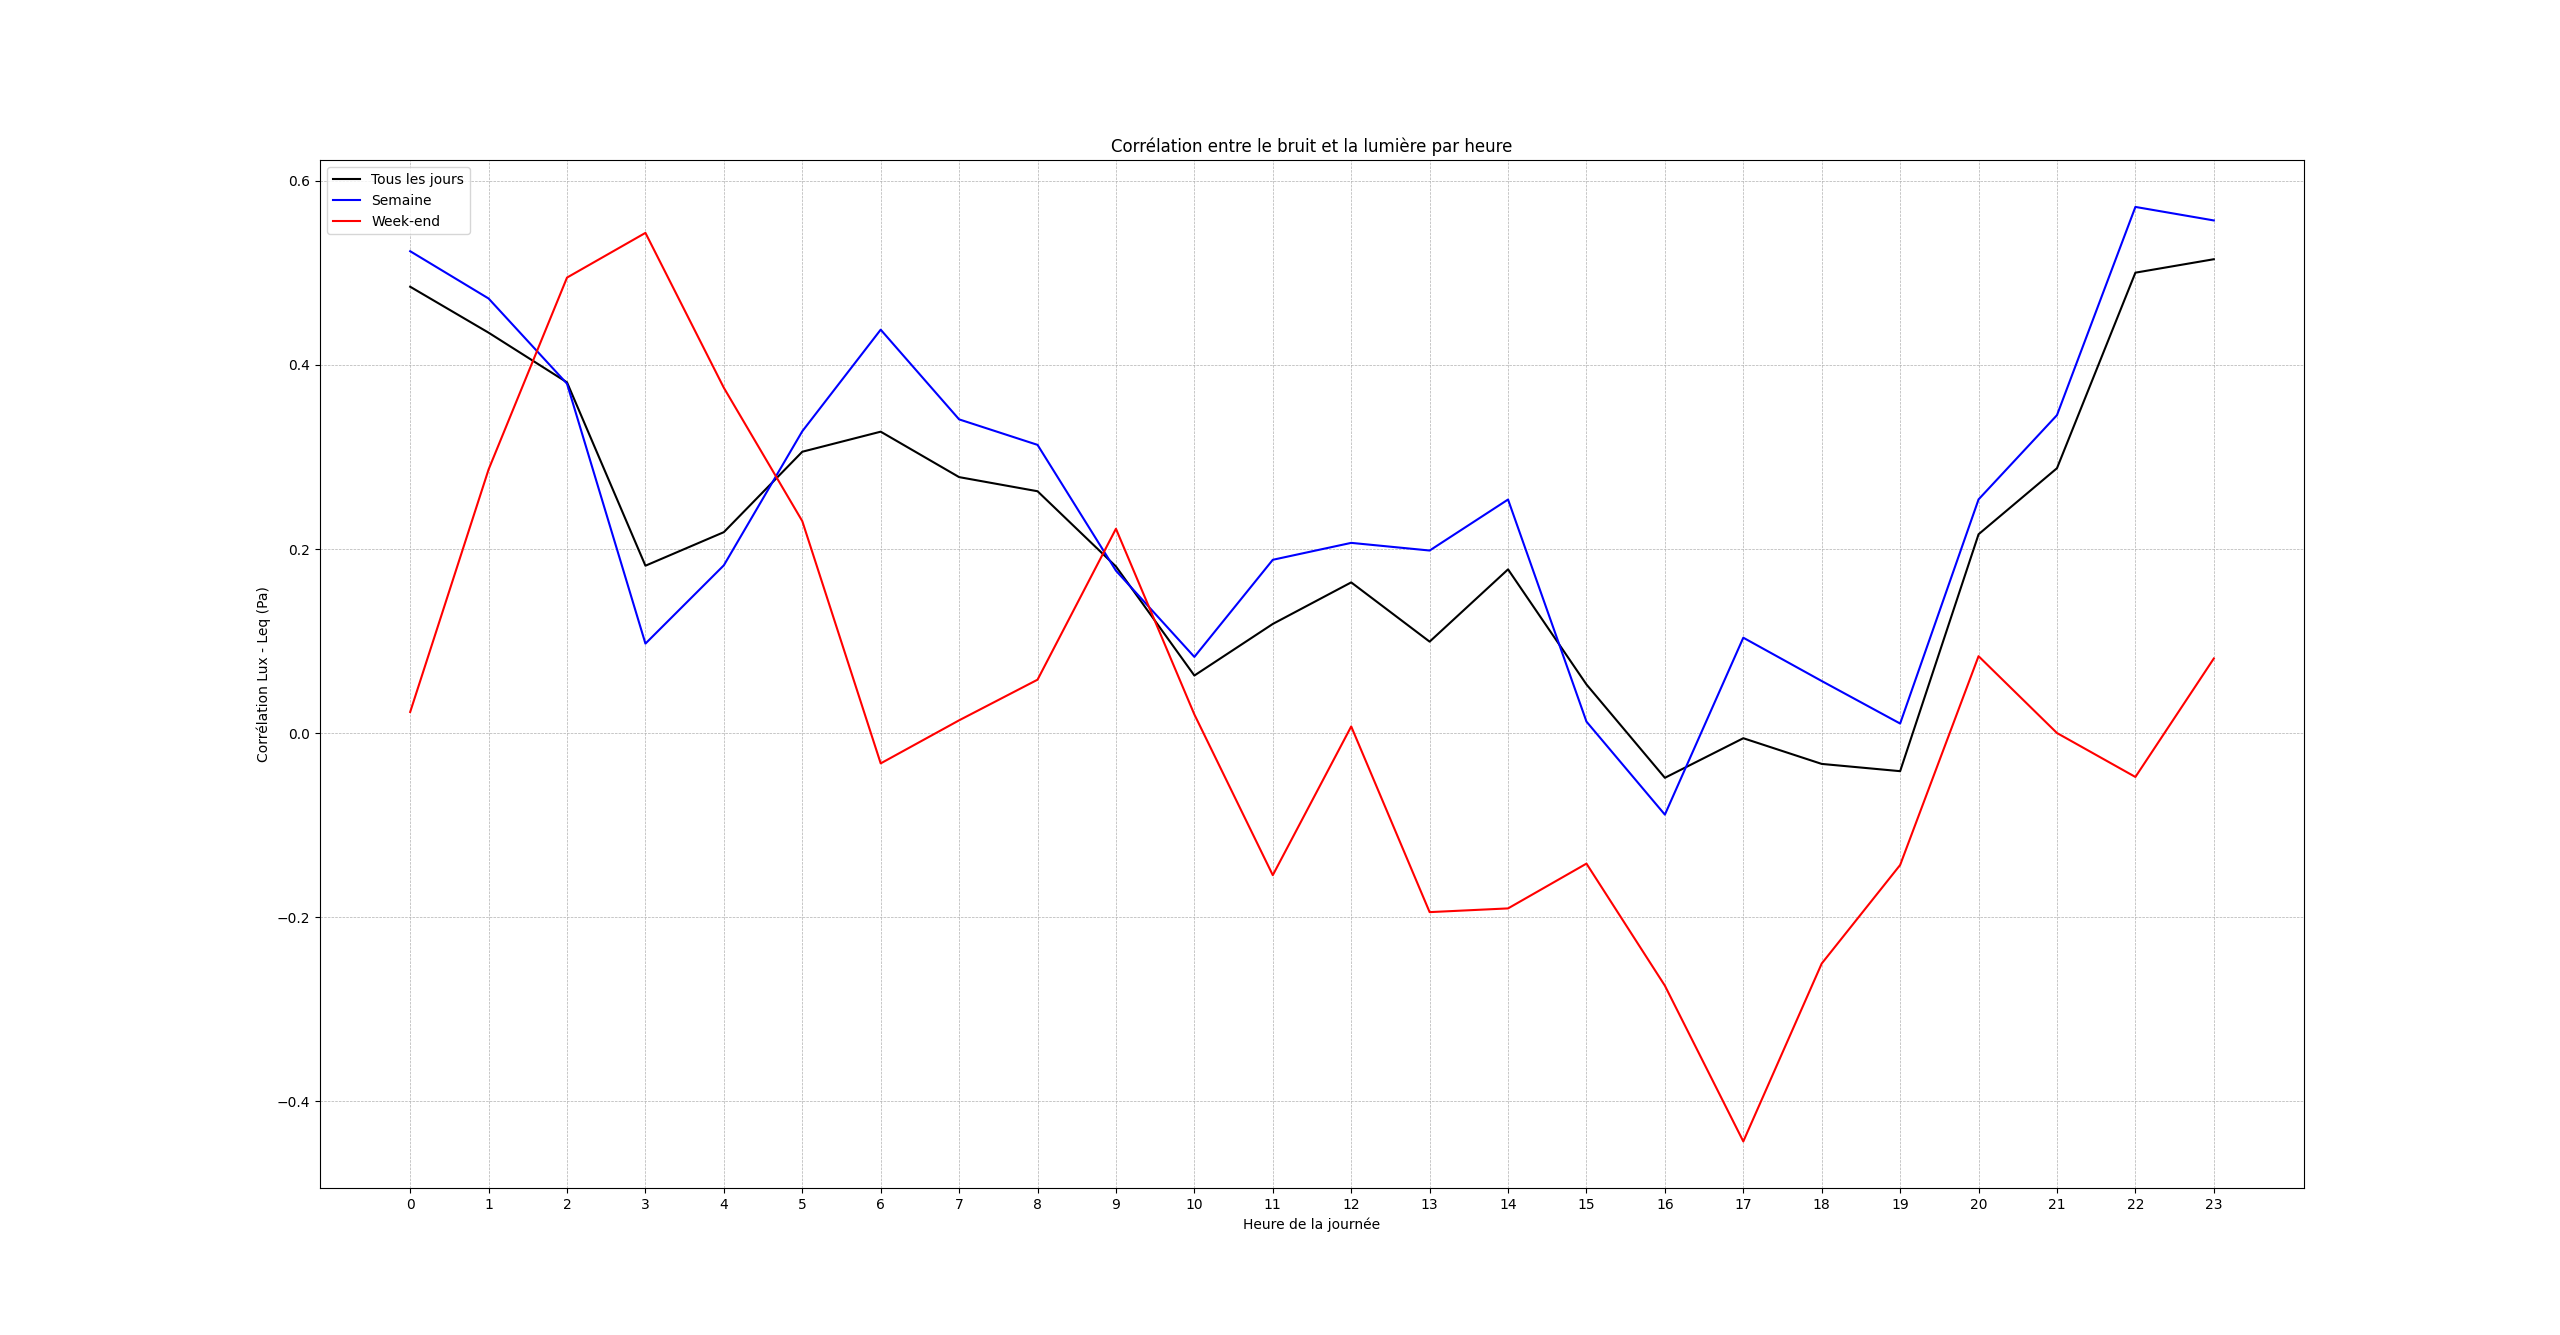 Corrélation entre le bruit et la lumière par heure
Tous les jours
Semaine
Week-end
0.6
0.4
0.2
0.0
−0.2
−0.4
Corrélation Lux - Leq (Pa)
0 1 2 3 4 5 6 7 8 9 10 11 12 13 14 15 16 17 18 19 20 21 22 23
Heure de la journée